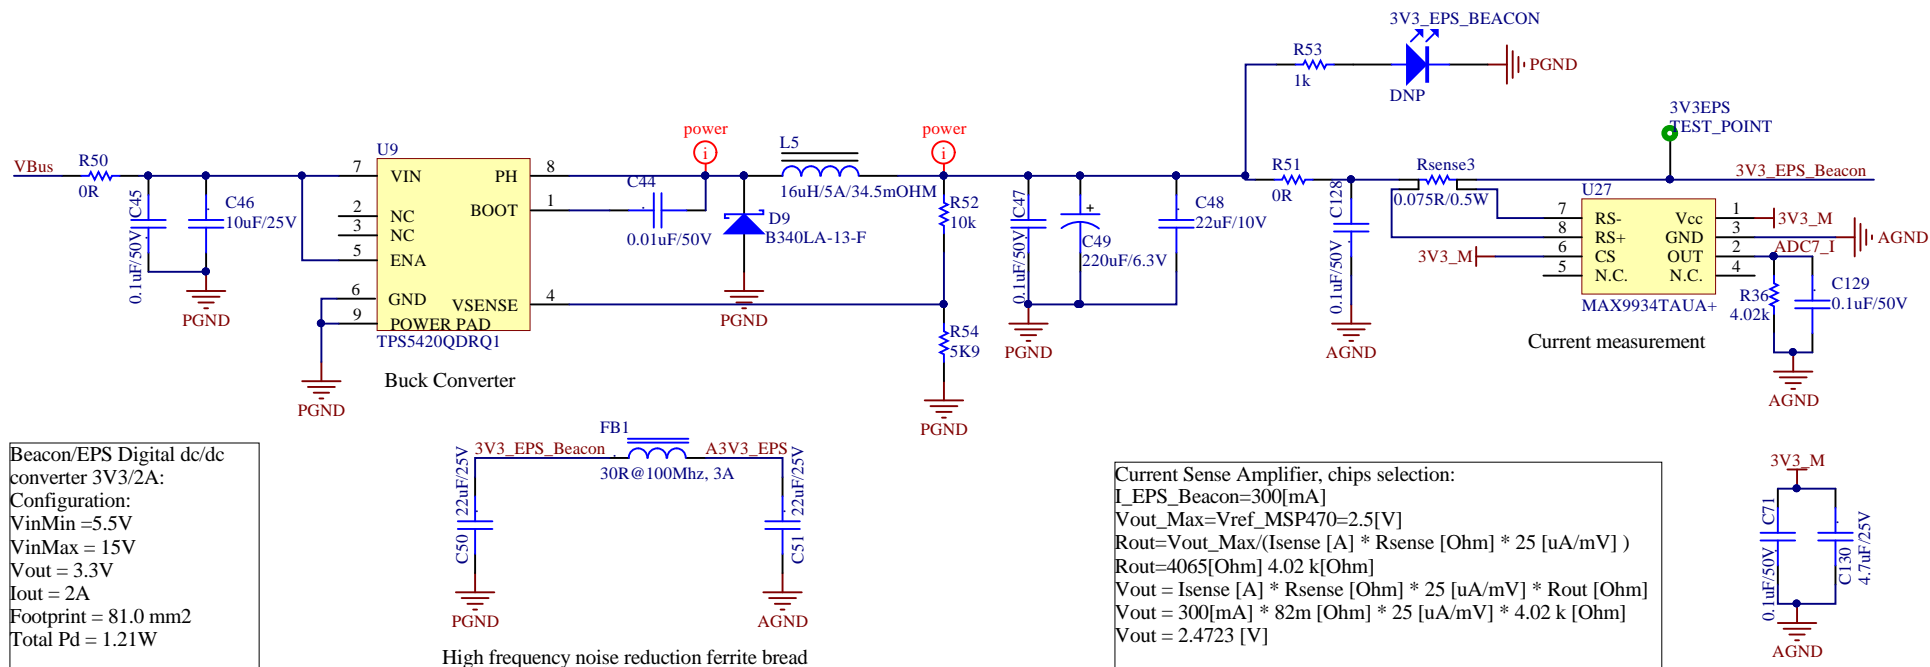 3V3_EPS_BEACON
R53
1k
DNP
PGND
3V3EPS
TEST_POINT
power
power
VBus
R50
0R
C45
0.1uF/50V
C46
10uF/25V
PGND
U9
7 VIN
2 NC
3 NC
5 ENA
6 GND
9 POWER PAD
PH 8
BOOT 1
VSENSE 4
TPS5420QDRQ1
Buck Converter
PGND
C44
0.01uF/50V
D9
B340LA-13-F
PGND
L5
16uH/5A/34.5mOHM
R52
10k
R54
5K9
PGND
C47
0.1uF/50V
C49
220uF/6.3V
C48
22uF/10V
PGND
R51
0R
C128
0.1uF/50V
AGND
Rsense3
0.075R/0.5W
3V3_EPS_Beacon
U27
7 RS-
8 RS+
6 CS
5 N.C.
Vcc 1
GND 3
OUT 2
N.C. 4
MAX9934TAUA+
3V3_M
3V3_M
AGND
ADC7_I
R36
4.02k
C129
0.1uF/50V
AGND
Current measurement
Beacon/EPS Digital dc/dc
converter 3V3/2A:
Configuration:
VinMin =5.5V
VinMax = 15V
Vout = 3.3V
Iout = 2A
Footprint = 81.0 mm2
Total Pd = 1.21W
3V3_EPS_Beacon
FB1
30R@100Mhz, 3A
A3V3_EPS
C50
22uF/25V
PGND
C51
22uF/25V
AGND
High frequency noise reduction ferrite bread
Current Sense Amplifier, chips selection:
I_EPS_Beacon=300[mA]
Vout_Max=Vref_MSP470=2.5[V]
Rout=Vout_Max/(Isense [A] * Rsense [Ohm] * 25 [uA/mV] )
Rout=4065[Ohm] 4.02 k[Ohm]
Vout = Isense [A] * Rsense [Ohm] * 25 [uA/mV] * Rout [Ohm]
Vout = 300[mA] * 82m [Ohm] * 25 [uA/mV] * 4.02 k [Ohm]
Vout = 2.4723 [V]
3V3_M
C71
0.1uF/50V
C130
4.7uF/25V
AGND